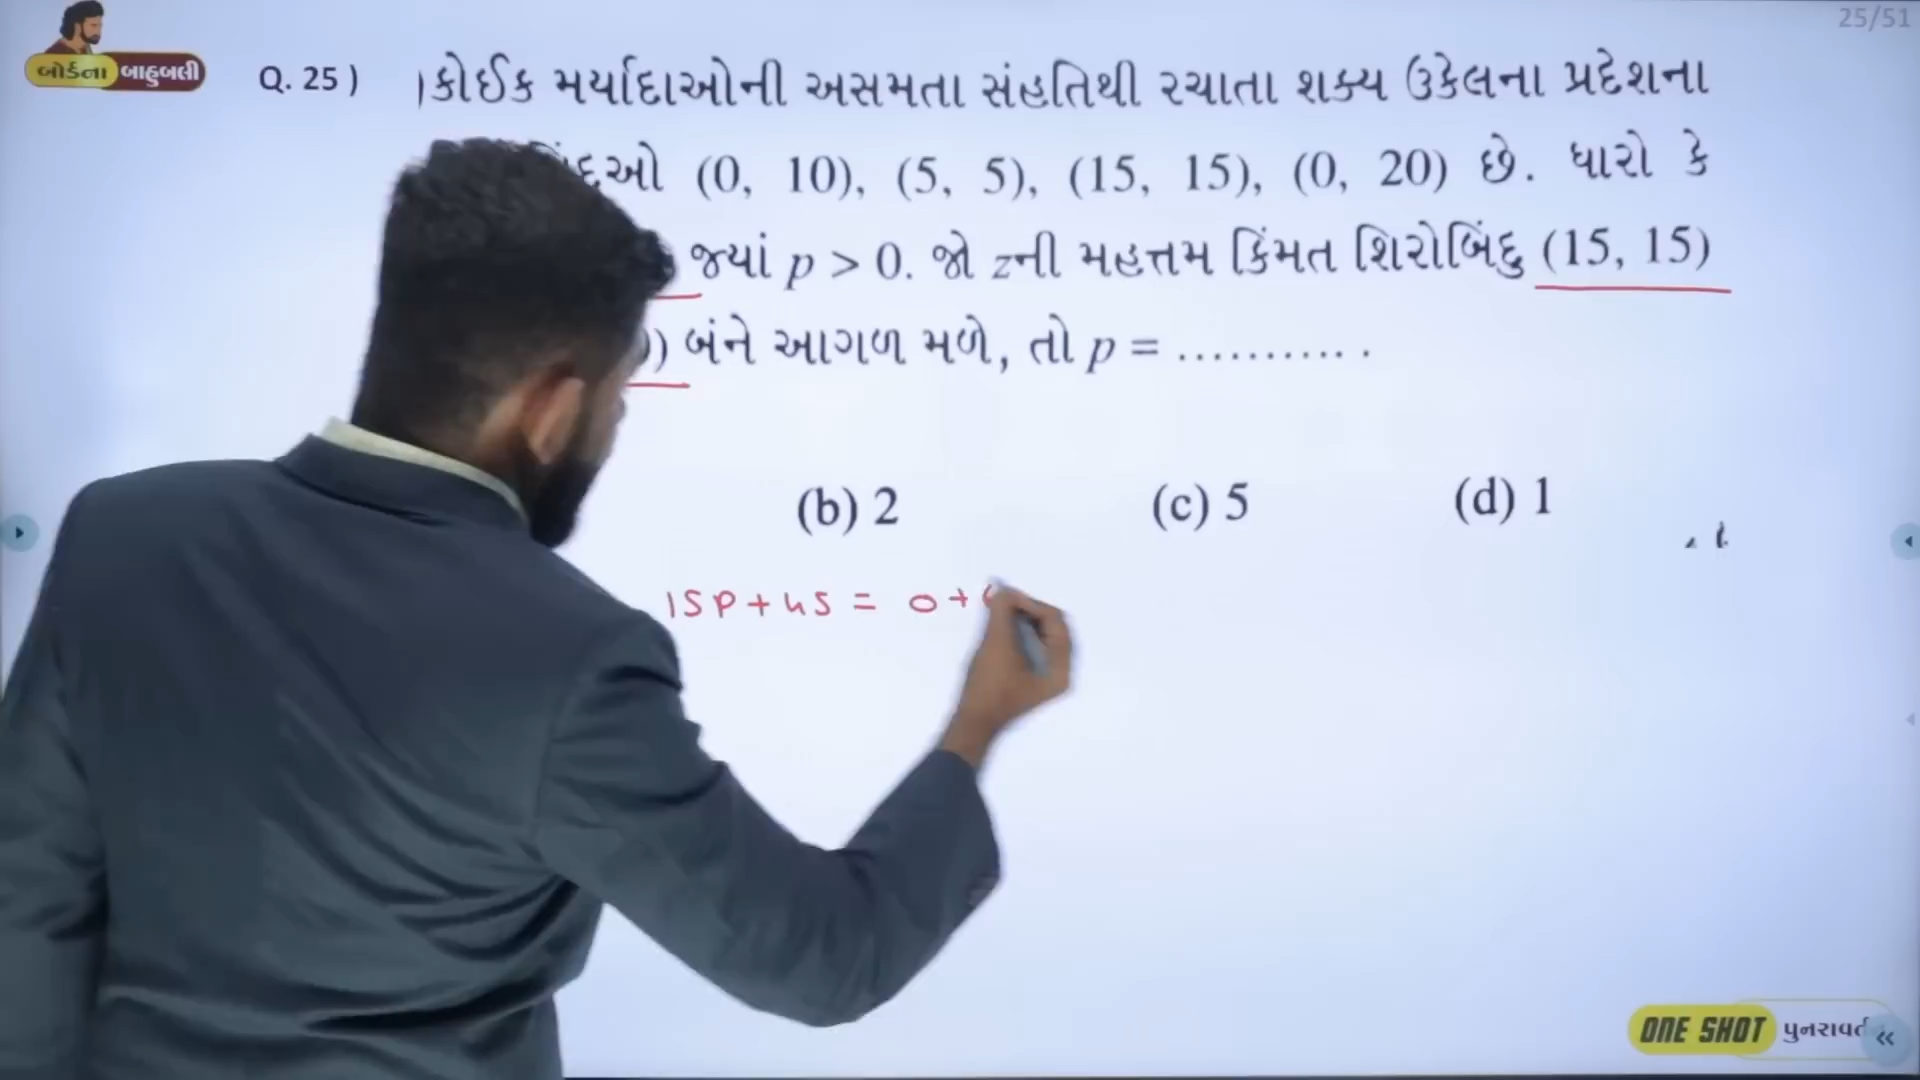 25/51
બોર્ડના બાહુબલી
Q. 25 ) કોઈક મર્યાદાઓની અસમતા સંહતિથી રચાતા શક્ય ઉકેલના પ્રદેશના
(0, 10), (5, 5), (15, 15), (0, 20) છે. ધારો કે
જ્યાં p > 0. જો zની મહત્તમ કિંમત શિરોબિંદુ (15, 15)
) બંને આગળ મળે, તો p = ........... .
(b) 2 (c) 5 (d) 1
15P + 45 = 0 +
ONE SHOT